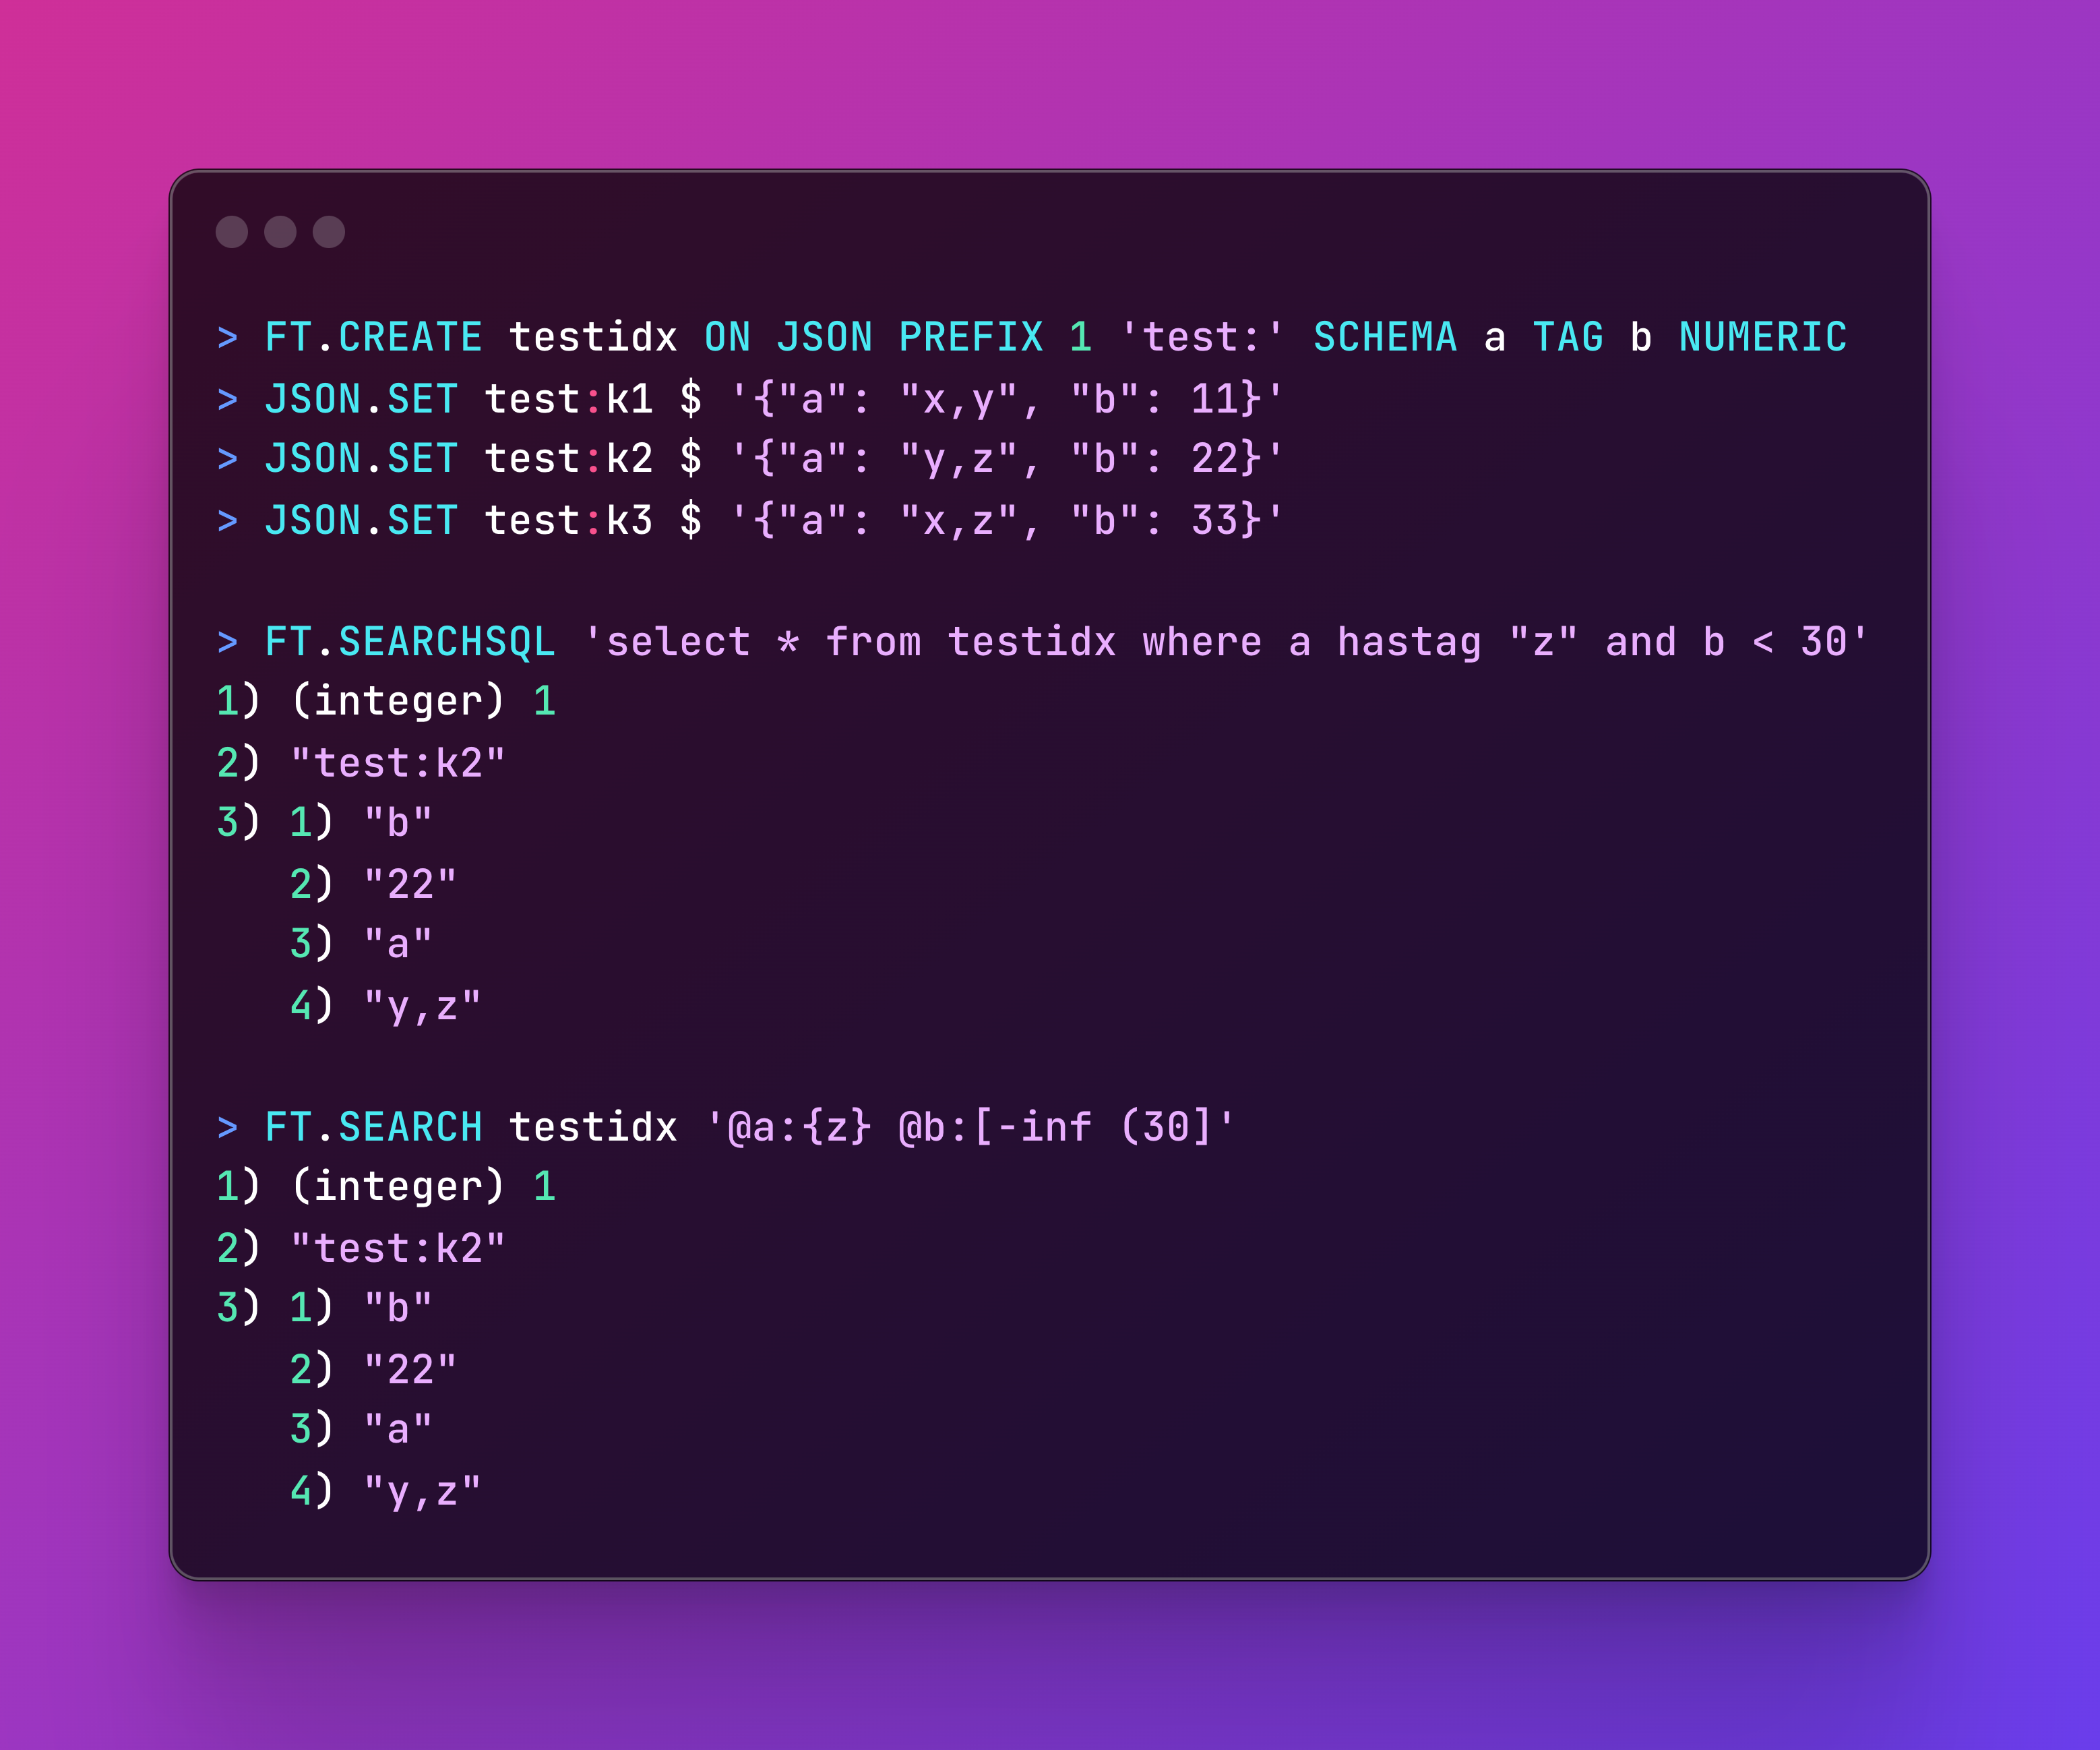 > FT.CREATE testidx ON JSON PREFIX 1 'test:' SCHEMA a TAG b NUMERIC
> JSON.SET test:k1 $ '{"a": "x,y", "b": 11}'
> JSON.SET test:k2 $ '{"a": "y,z", "b": 22}'
> JSON.SET test:k3 $ '{"a": "x,z", "b": 33}'

> FT.SEARCHSQL 'select * from testidx where a hastag "z" and b < 30'
1) (integer) 1
2) "test:k2"
3) 1) "b"
   2) "22"
   3) "a"
   4) "y,z"

> FT.SEARCH testidx '@a:{z} @b:[-inf (30]'
1) (integer) 1
2) "test:k2"
3) 1) "b"
   2) "22"
   3) "a"
   4) "y,z"